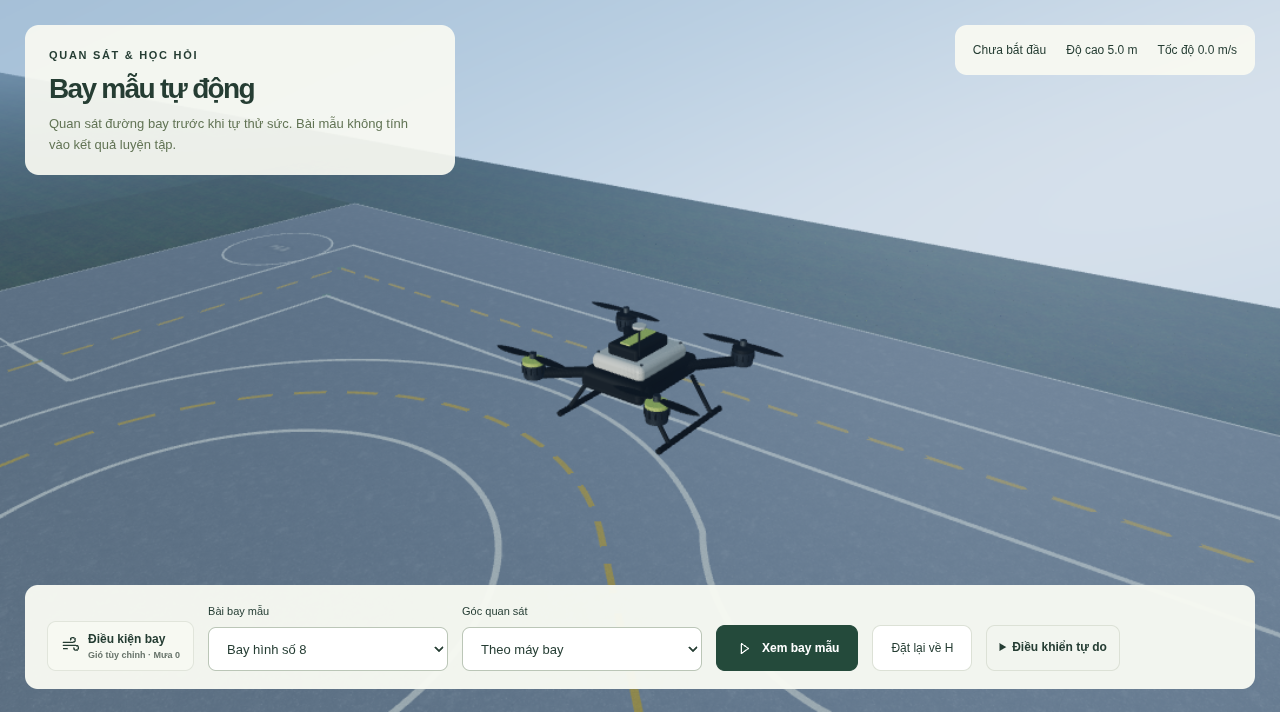 QUAN SÁT & HỌC HỎI
Bay mẫu tự động
Quan sát đường bay trước khi tự thử sức. Bài mẫu không tính
vào kết quả luyện tập.
Chưa bắt đầu Độ cao 5.0 m Tốc độ 0.0 m/s
Điều kiện bay
Gió tùy chỉnh · Mưa 0
Bài bay mẫu
Bay hình số 8
Góc quan sát
Theo máy bay
Xem bay mẫu
Đặt lại về H
Điều khiển tự do